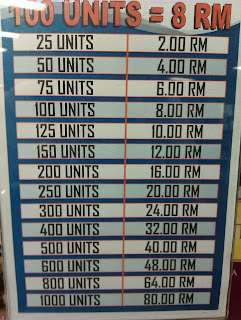 100 UNITS = 8 RM
25 UNITS 2.00 RM
50 UNITS 4.00 RM
75 UNITS 6.00 RM
100 UNITS 8.00 RM
125 UNITS 10.00 RM
150 UNITS 12.00 RM
200 UNITS 16.00 RM
250 UNITS 20.00 RM
300 UNITS 24.00 RM
400 UNITS 32.00 RM
500 UNITS 40.00 RM
600 UNITS 48.00 RM
800 UNITS 64.00 RM
1000 UNITS 80.00 RM